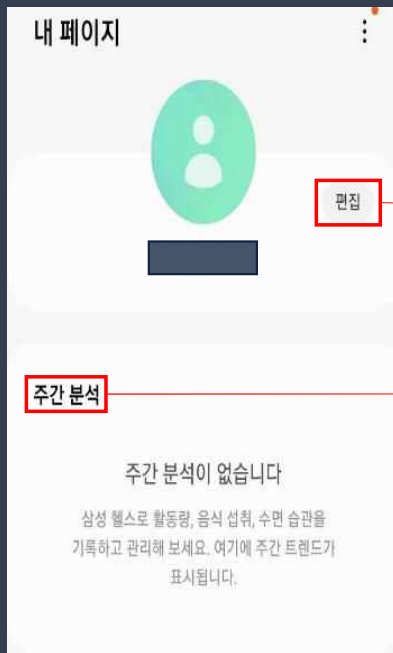 내 페이지
편집
주간 분석
주간 분석이 없습니다
삼성 헬스로 활동량, 음식 섭취, 수면 습관을
기록하고 관리해 보세요. 여기에 주간 트렌드가
표시됩니다.